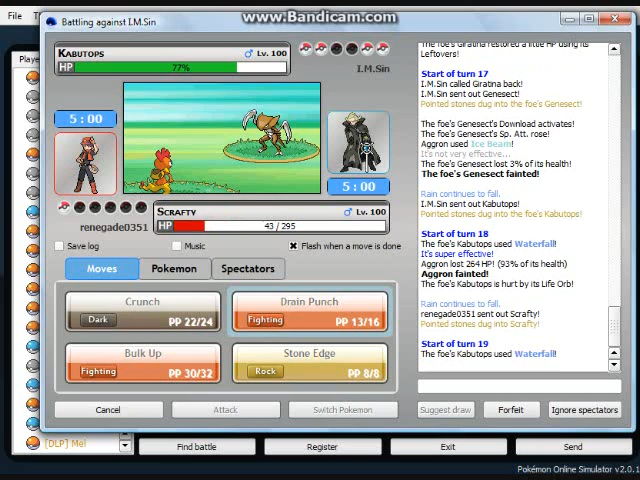 www.Bandicam.com
File
Battling against I.M.Sin
Playe
KABUTOPS ♂ Lv. 100
HP 77%
I.M.Sin
5 : 00
5 : 00
renegade0351
SCRAFTY ♂ Lv. 100
HP 43 / 295
Save log
Music
Flash when a move is done
Moves
Pokemon
Spectators
Crunch
Dark PP 22/24
Drain Punch
Fighting PP 13/16
Bulk Up
Fighting PP 30/32
Stone Edge
Rock PP 8/8
Cancel
Attack
Switch Pokemon
The foe's Giratina restored a little HP using its
Leftovers!
Start of turn 17
I.M.Sin called Giratina back!
I.M.Sin sent out Genesect!
Pointed stones dug into the foe's Genesect!
The foe's Genesect's Download activates!
The foe's Genesect's Sp. Att. rose!
Aggron used Ice Beam!
It's not very effective...
The foe's Genesect lost 3% of its health!
The foe's Genesect fainted!
Rain continues to fall.
I.M.Sin sent out Kabutops!
Pointed stones dug into the foe's Kabutops!
Start of turn 18
The foe's Kabutops used Waterfall!
It's super effective!
Aggron lost 264 HP! (93% of its health)
Aggron fainted!
The foe's Kabutops is hurt by its Life Orb!
Rain continues to fall.
renegade0351 sent out Scrafty!
Pointed stones dug into Scrafty!
Start of turn 19
The foe's Kabutops used Waterfall!
Suggest draw
Forfeit
Ignore spectators
[DLP] Mel
Find battle
Register
Exit
Send
Pokémon Online Simulator v2.0.1